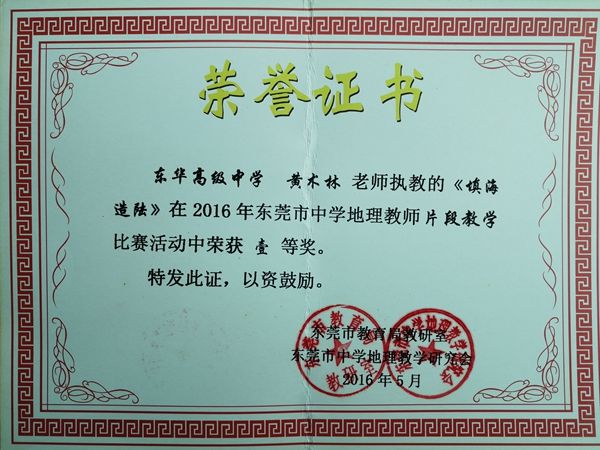 荣誉证书
东华高级中学 黄木林 老师执教的《填海
造陆》在2016年东莞市中学地理教师片段教学
比赛活动中荣获 壹 等奖。
特发此证，以资鼓励。
东莞市教育局教研室
东莞市中学地理教学研究会
2016年5月